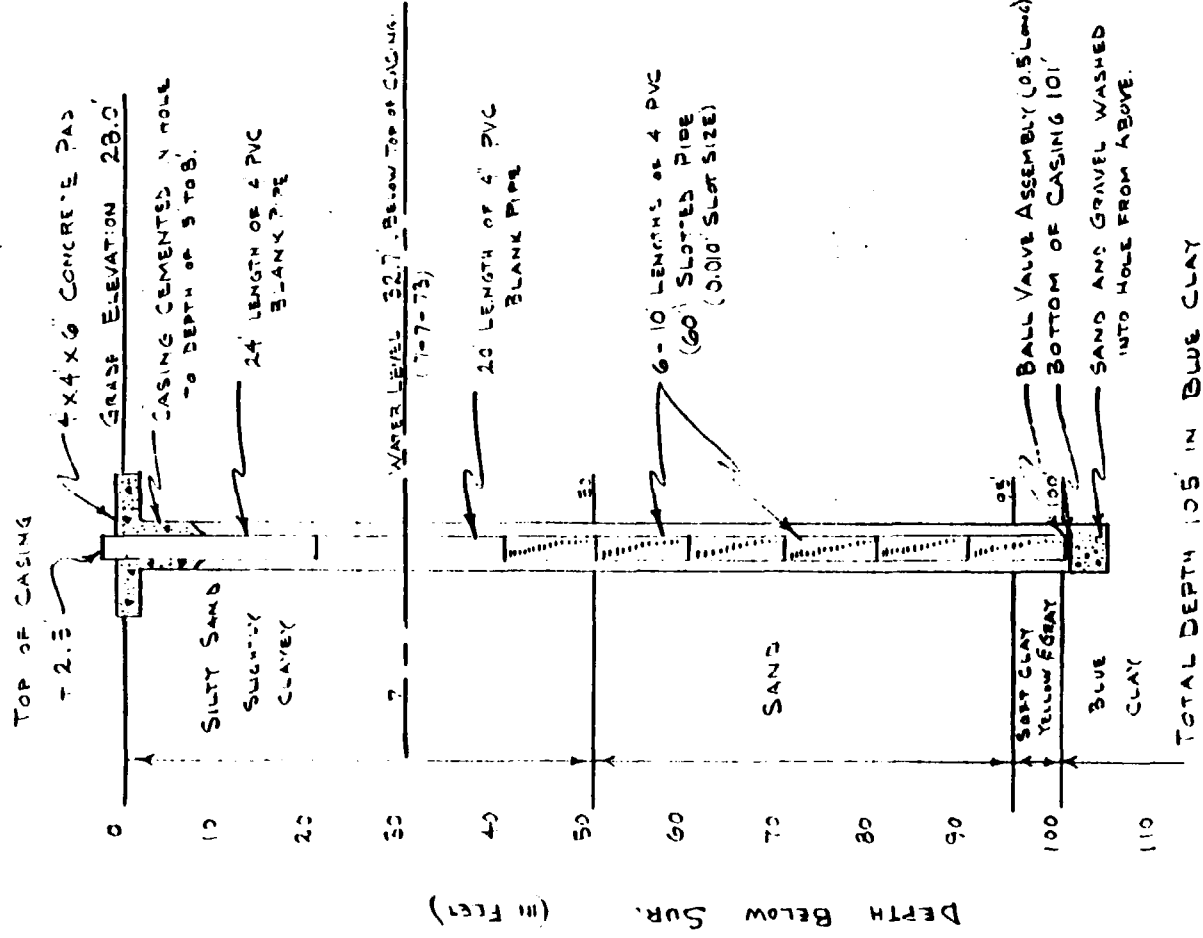 TOP OF CASING
4'X4'X6" CONCRETE PAD
GRADE ELEVATION 28.0'
CASING CEMENTED IN HOLE
TO DEPTH OF 5' TO 8'.
24' LENGTH OF 4" PVC
BLANK PIPE
WATER LEVEL 32.7' BELOW TOP OF CASING.
20' LENGTH OF 4" PVC
BLANK PIPE
6-10' LENGTHS OF 4" PVC
(60') SLOTTED PIPE
(0.010" SLOT SIZE)
BALL VALVE ASSEMBLY (0.5' LONG)
BOTTOM OF CASING 101'
SAND AND GRAVEL WASHED
INTO HOLE FROM ABOVE.
SILTY SAND
SLIGHTLY
CLAYEY
?
SAND
SOFT CLAY
YELLOW & GRAY
BLUE
CLAY
100'
0
10
20
30
40
50
60
70
80
90
100
110
DEPTH BELOW SUR. (IN FEET)
TOTAL DEPTH 105' IN BLUE CLAY